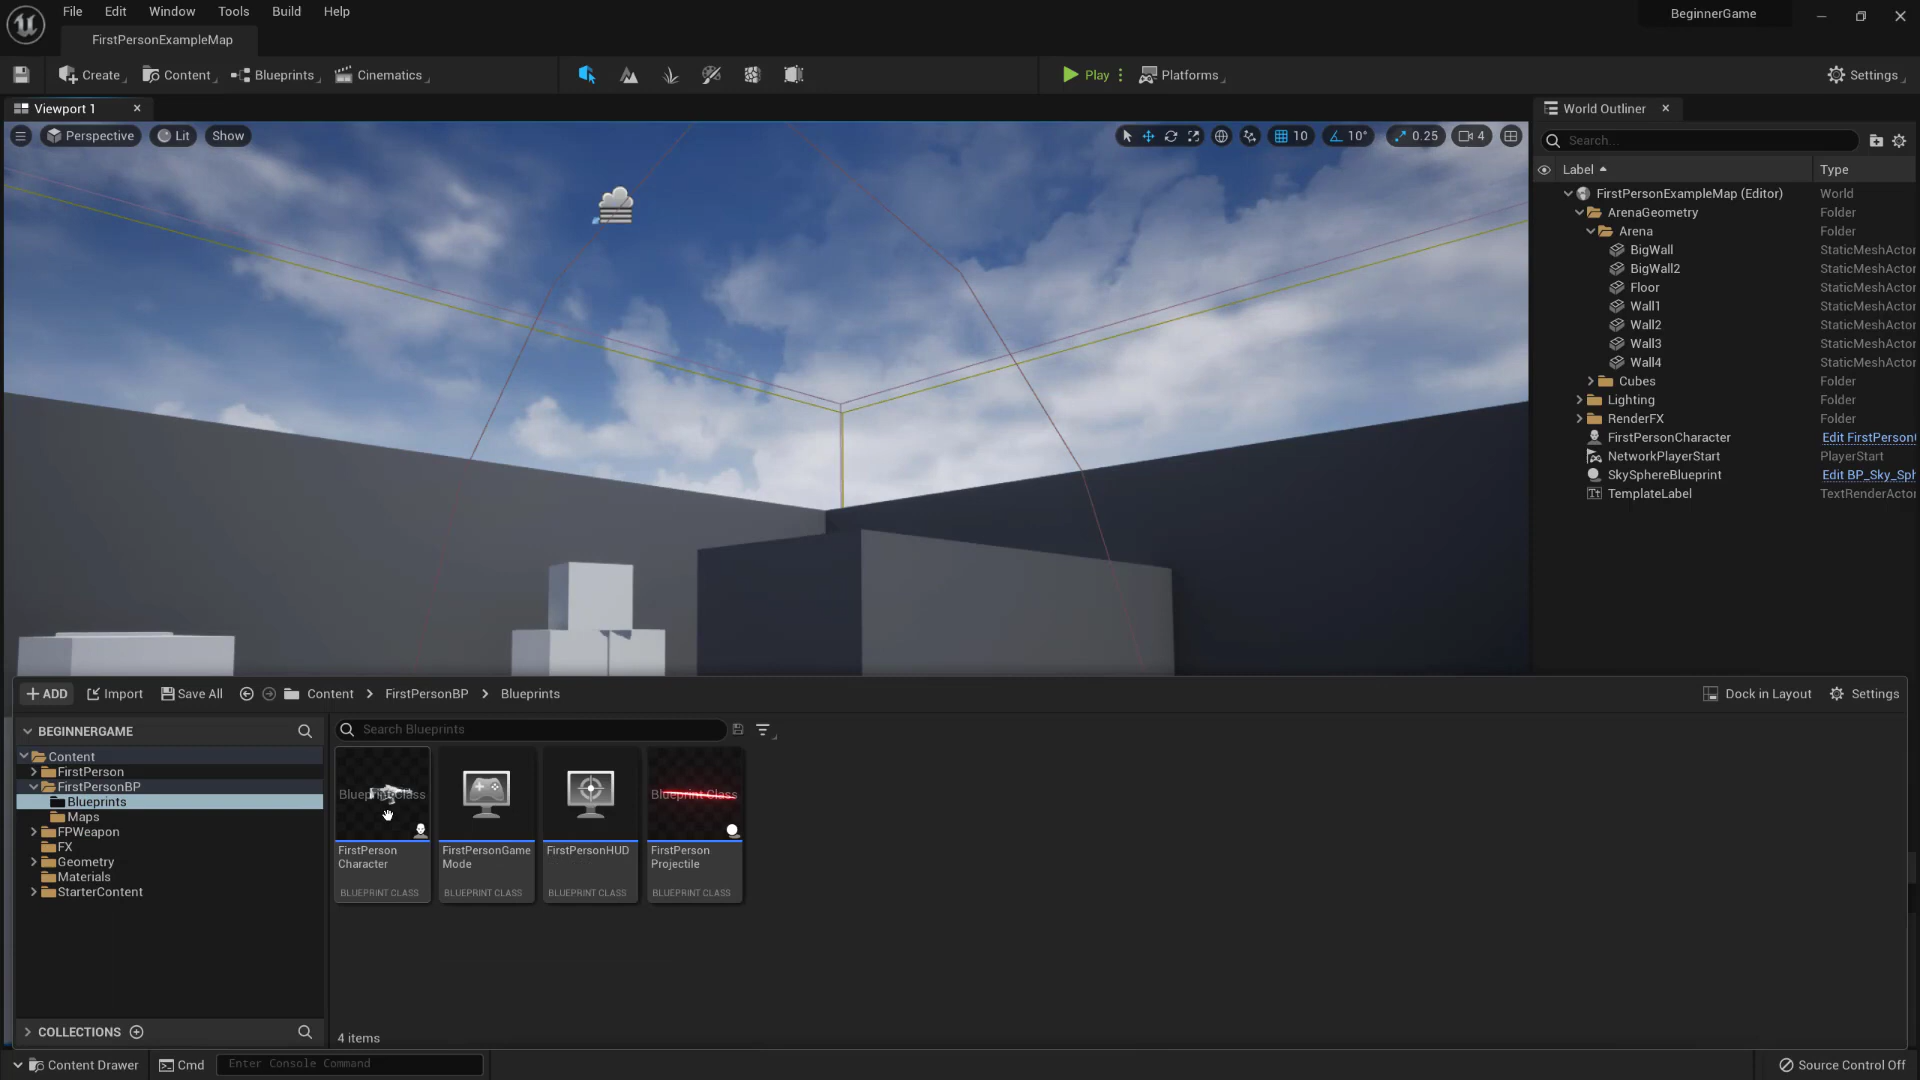 File Edit Window Tools Build Help
BeginnerGame
FirstPersonExampleMap
Create Content Blueprints Cinematics Play Platforms Settings
Viewport 1
World Outliner
Perspective Lit Show 10 10° 0.25 4
Search...
Label Type
FirstPersonExampleMap (Editor) World
ArenaGeometry Folder
Arena Folder
BigWall StaticMeshActor
BigWall2 StaticMeshActor
Floor StaticMeshActor
Wall1 StaticMeshActor
Wall2 StaticMeshActor
Wall3 StaticMeshActor
Wall4 StaticMeshActor
Cubes Folder
Lighting Folder
RenderFX Folder
FirstPersonCharacter Edit FirstPerson
NetworkPlayerStart PlayerStart
SkySphereBlueprint Edit BP_Sky_Sph
TemplateLabel TextRenderActor
ADD Import Save All Content FirstPersonBP Blueprints Dock in Layout Settings
BEGINNERGAME
Search Blueprints
Content
FirstPerson
FirstPersonBP
Blueprints
Maps
FPWeapon
FX
Geometry
Materials
StarterContent
Blueprint Class
FirstPerson
Character
BLUEPRINT CLASS
FirstPersonGame
Mode
BLUEPRINT CLASS
FirstPersonHUD
BLUEPRINT CLASS
Blueprint Class
FirstPerson
Projectile
BLUEPRINT CLASS
COLLECTIONS
4 items
Content Drawer Cmd Enter Console Command Source Control Off